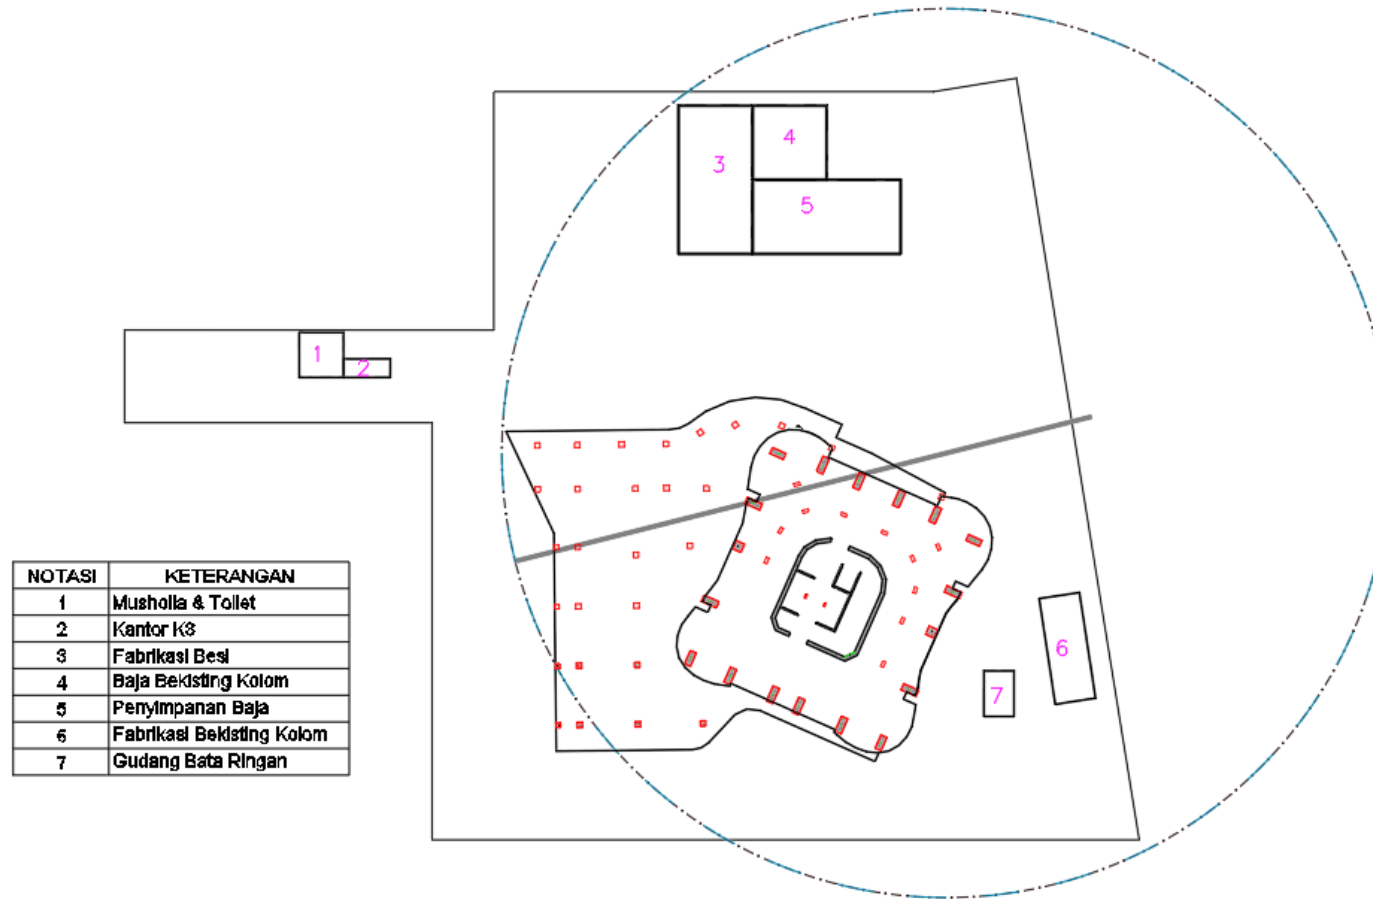 3
4
5
1
2
6
7
NOTASI KETERANGAN
1 Musholla & Toilet
2 Kantor K3
3 Fabrikasi Besi
4 Baja Bekisting Kolom
5 Penyimpanan Baja
6 Fabrikasi Bekisting Kolom
7 Gudang Bata Ringan